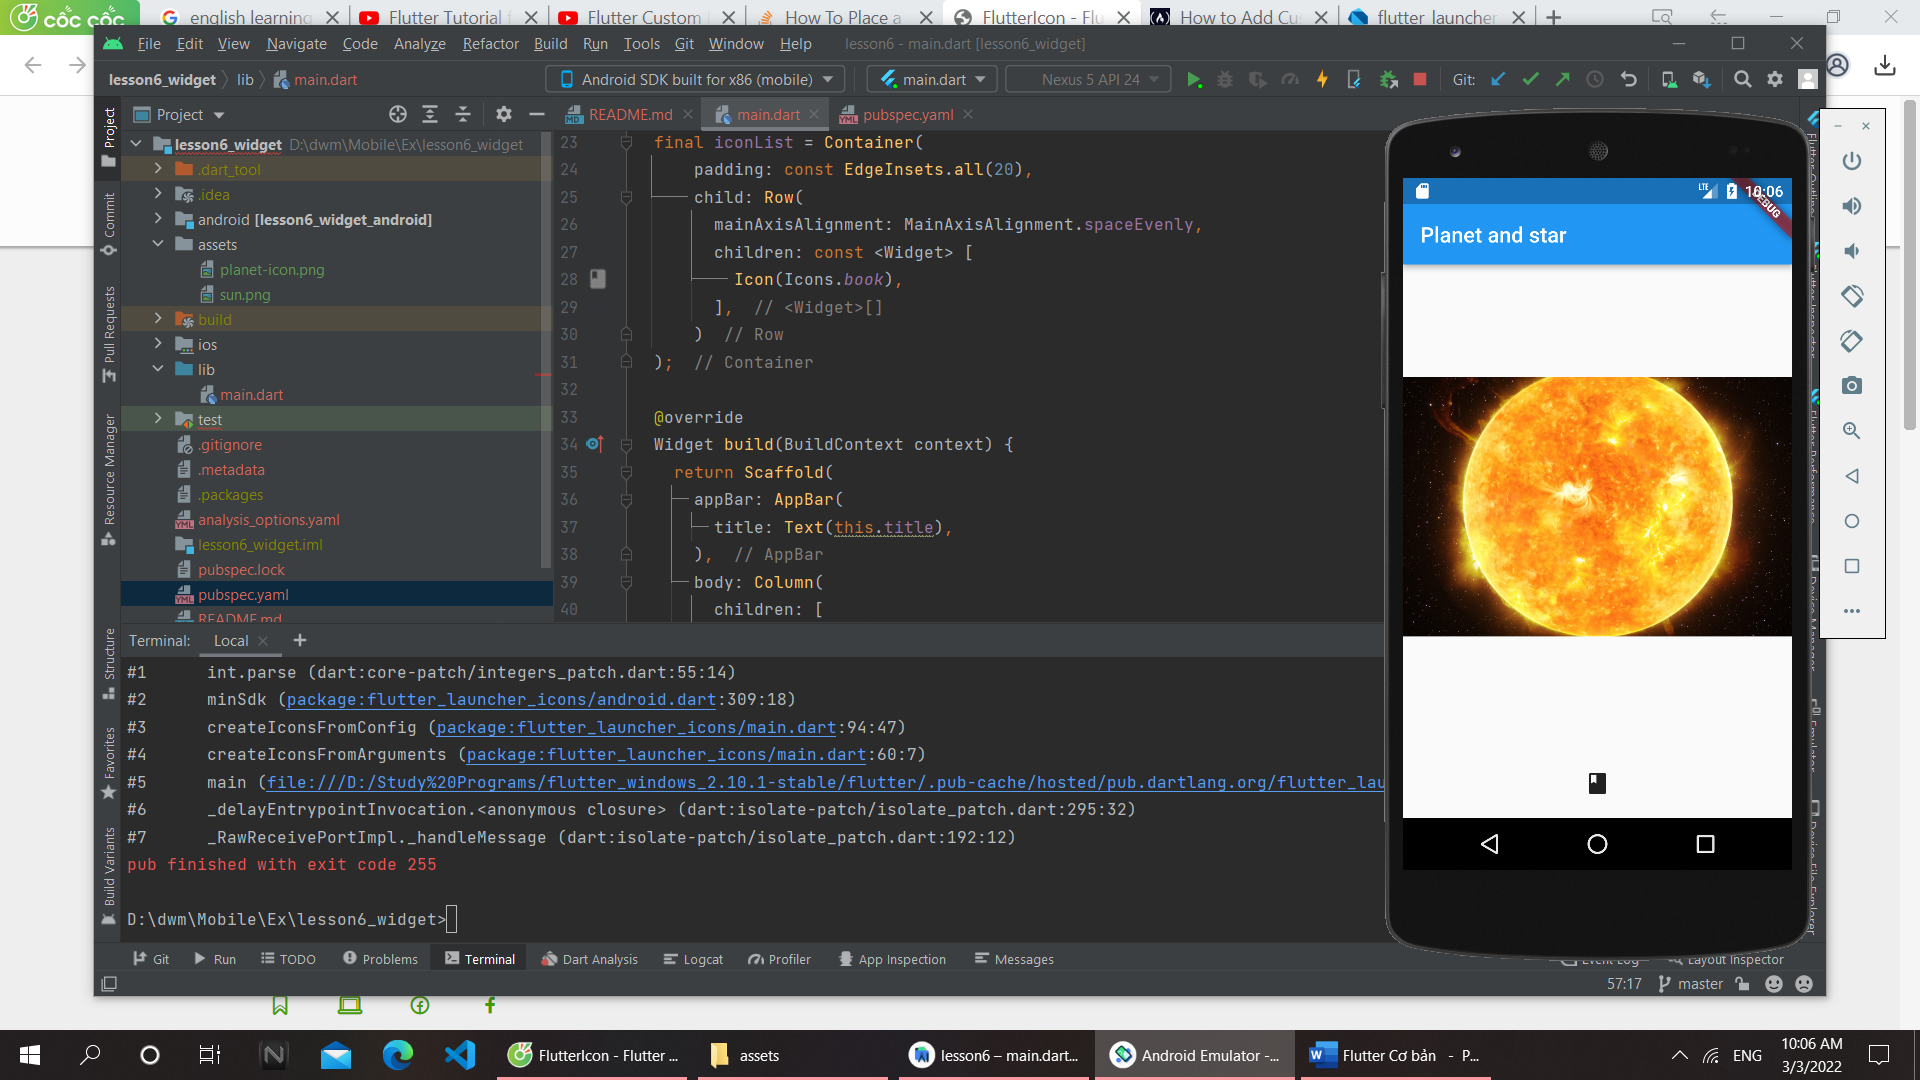 CỐC CỐC
english learning
Flutter Tutorial f
Flutter Custom
How To Place a
FlutterIcon - Flu
How to Add Cu
flutter_launcher
File Edit View Navigate Code Analyze Refactor Build Run Tools Git Window Help
lesson6 - main.dart [lesson6_widget]
lesson6_widget lib main.dart
Android SDK built for x86 (mobile)
main.dart
Nexus 5 API 24
Git:
Project
README.md
main.dart
pubspec.yaml
Project
Commit
Pull Requests
Resource Manager
Structure
Favorites
Build Variants
lesson6_widget D:\dwm\Mobile\Ex\lesson6_widget
.dart_tool
.idea
android [lesson6_widget_android]
assets
planet-icon.png
sun.png
build
ios
lib
main.dart
test
.gitignore
.metadata
.packages
analysis_options.yaml
lesson6_widget.iml
pubspec.lock
pubspec.yaml
README.md
23 final iconList = Container(
24 padding: const EdgeInsets.all(20),
25 child: Row(
26 mainAxisAlignment: MainAxisAlignment.spaceEvenly,
27 children: const <Widget> [
28 Icon(Icons.book),
29 ], // <Widget>[]
30 ) // Row
31 ); // Container
32
33 @override
34 Widget build(BuildContext context) {
35 return Scaffold(
36 appBar: AppBar(
37 title: Text(this.title),
38 ), // AppBar
39 body: Column(
40 children: [
Terminal: Local
#1 int.parse (dart:core-patch/integers_patch.dart:55:14)
#2 minSdk (package:flutter_launcher_icons/android.dart:309:18)
#3 createIconsFromConfig (package:flutter_launcher_icons/main.dart:94:47)
#4 createIconsFromArguments (package:flutter_launcher_icons/main.dart:60:7)
#5 main (file:///D:/Study%20Programs/flutter_windows_2.10.1-stable/flutter/.pub-cache/hosted/pub.dartlang.org/flutter_lau
#6 _delayEntrypointInvocation.<anonymous closure> (dart:isolate-patch/isolate_patch.dart:295:32)
#7 _RawReceivePortImpl._handleMessage (dart:isolate-patch/isolate_patch.dart:192:12)
pub finished with exit code 255
D:\dwm\Mobile\Ex\lesson6_widget>
LTE
10:06
DEBUG
Planet and star
Git Run TODO Problems Terminal Dart Analysis Logcat Profiler App Inspection Messages
Event Log Layout Inspector
57:17 master
FlutterIcon - Flutter ...
assets
lesson6 – main.dart...
Android Emulator -...
Flutter Cơ bản - P...
ENG
10:06 AM
3/3/2022